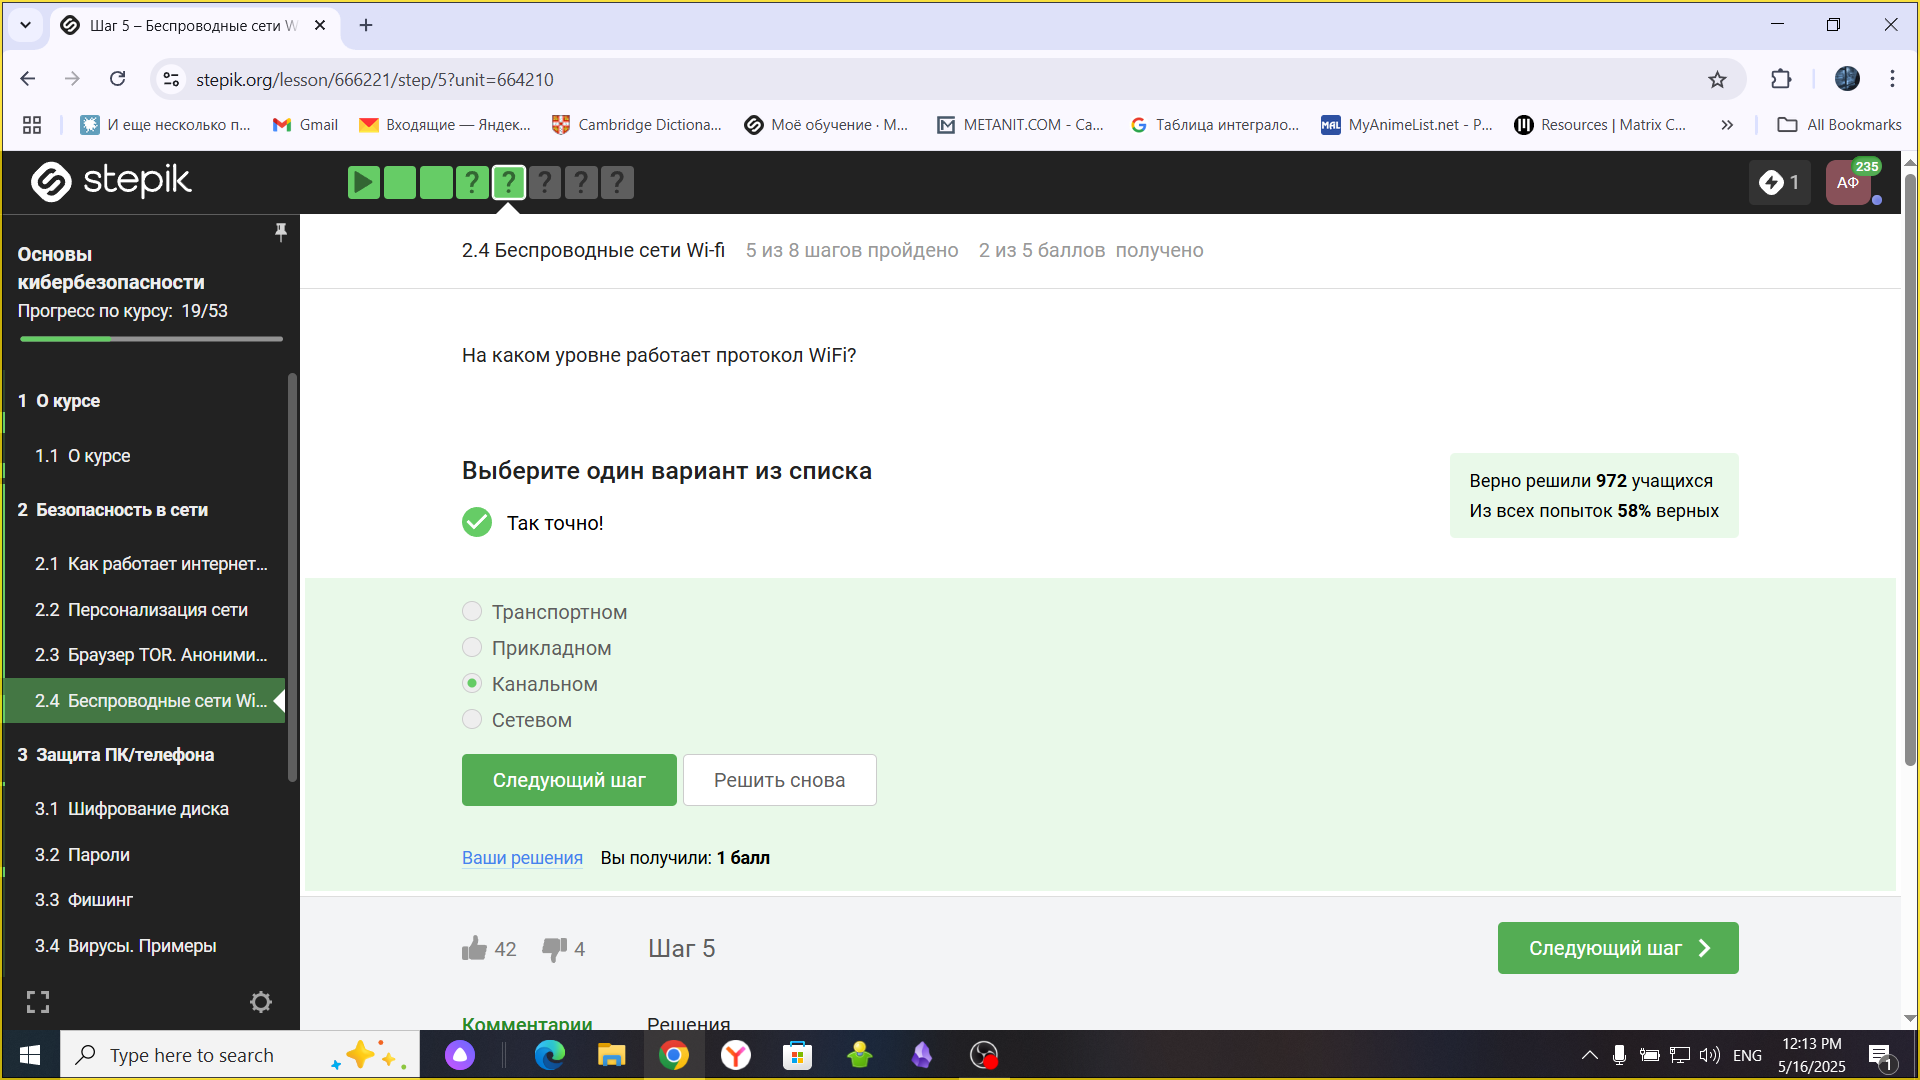 Шаг 5 – Беспроводные сети W
stepik.org/lesson/666221/step/5?unit=664210
И еще несколько п...
Gmail
Входящие — Яндек...
Cambridge Dictiona...
Моё обучение · M...
METANIT.COM - Ca...
Таблица интеграло...
MAL
MyAnimeList.net - P...
Resources | Matrix C...
All Bookmarks
stepik
? ? ? ? ?
1
АФ
235
Основы
кибербезопасности
Прогресс по курсу: 19/53
1 О курсе
1.1 О курсе
2 Безопасность в сети
2.1 Как работает интернет...
2.2 Персонализация сети
2.3 Браузер TOR. Аноними...
2.4 Беспроводные сети Wi...
3 Защита ПК/телефона
3.1 Шифрование диска
3.2 Пароли
3.3 Фишинг
3.4 Вирусы. Примеры
2.4 Беспроводные сети Wi-fi 5 из 8 шагов пройдено 2 из 5 баллов получено
На каком уровне работает протокол WiFi?
Выберите один вариант из списка
Так точно!
Верно решили 972 учащихся
Из всех попыток 58% верных
Транспортном
Прикладном
Канальном
Сетевом
Следующий шаг
Решить снова
Ваши решения Вы получили: 1 балл
42
4
Шаг 5
Следующий шаг
Комментарии
Решения
Type here to search
ENG
12:13 PM
5/16/2025
1